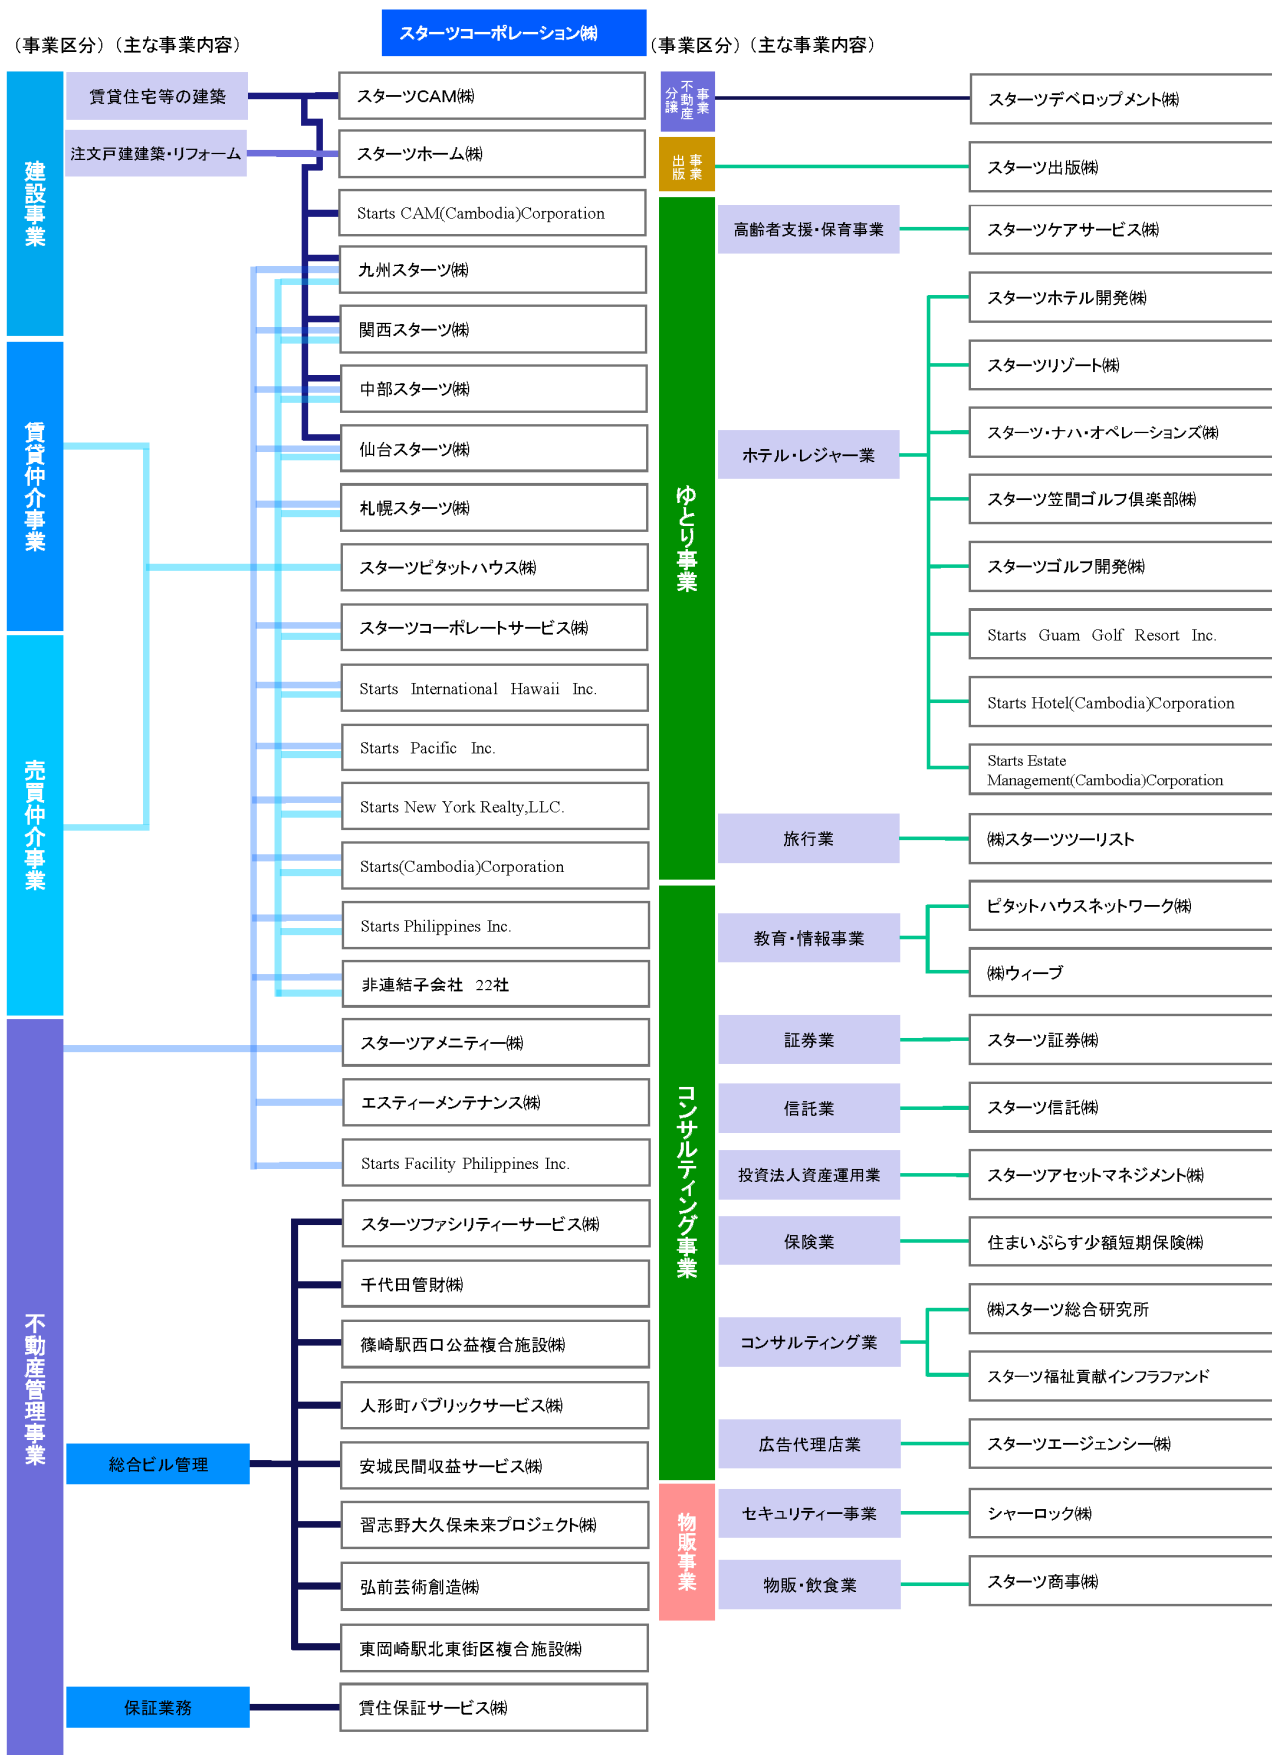 スターツコーポレーション㈱
（事業区分）（主な事業内容）
建設事業
賃貸住宅等の建築
注文戸建建築・リフォーム
賃貸仲介事業
売買仲介事業
不動産管理事業
総合ビル管理
保証業務
スターツCAM㈱
スターツホーム㈱
Starts CAM(Cambodia)Corporation
九州スターツ㈱
関西スターツ㈱
中部スターツ㈱
仙台スターツ㈱
札幌スターツ㈱
スターツピタットハウス㈱
スターツコーポレートサービス㈱
Starts International Hawaii Inc.
Starts Pacific Inc.
Starts New York Realty,LLC.
Starts(Cambodia)Corporation
Starts Philippines Inc.
非連結子会社 22社
スターツアメニティー㈱
エスティーメンテナンス㈱
Starts Facility Philippines Inc.
スターツファシリティーサービス㈱
千代田管財㈱
篠崎駅西口公益複合施設㈱
人形町パブリックサービス㈱
安城民間収益サービス㈱
習志野大久保未来プロジェクト㈱
弘前芸術創造㈱
東岡崎駅北東街区複合施設㈱
賃住保証サービス㈱
（事業区分）（主な事業内容）
不動産分譲事業
スターツデベロップメント㈱
出版事業
スターツ出版㈱
ゆとり事業
高齢者支援・保育事業
スターツケアサービス㈱
ホテル・レジャー業
スターツホテル開発㈱
スターツリゾート㈱
スターツ・ナハ・オペレーションズ㈱
スターツ笠間ゴルフ倶楽部㈱
スターツゴルフ開発㈱
Starts Guam Golf Resort Inc.
Starts Hotel(Cambodia)Corporation
Starts Estate
Management(Cambodia)Corporation
旅行業
㈱スターツツーリスト
コンサルティング事業
教育・情報事業
ピタットハウスネットワーク㈱
㈱ウィーブ
証券業
スターツ証券㈱
信託業
スターツ信託㈱
投資法人資産運用業
スターツアセットマネジメント㈱
保険業
住まいぷらす少額短期保険㈱
コンサルティング業
㈱スターツ総合研究所
スターツ福祉貢献インフラファンド
広告代理店業
スターツエージェンシー㈱
物販事業
セキュリティー事業
シャーロック㈱
物販・飲食業
スターツ商事㈱